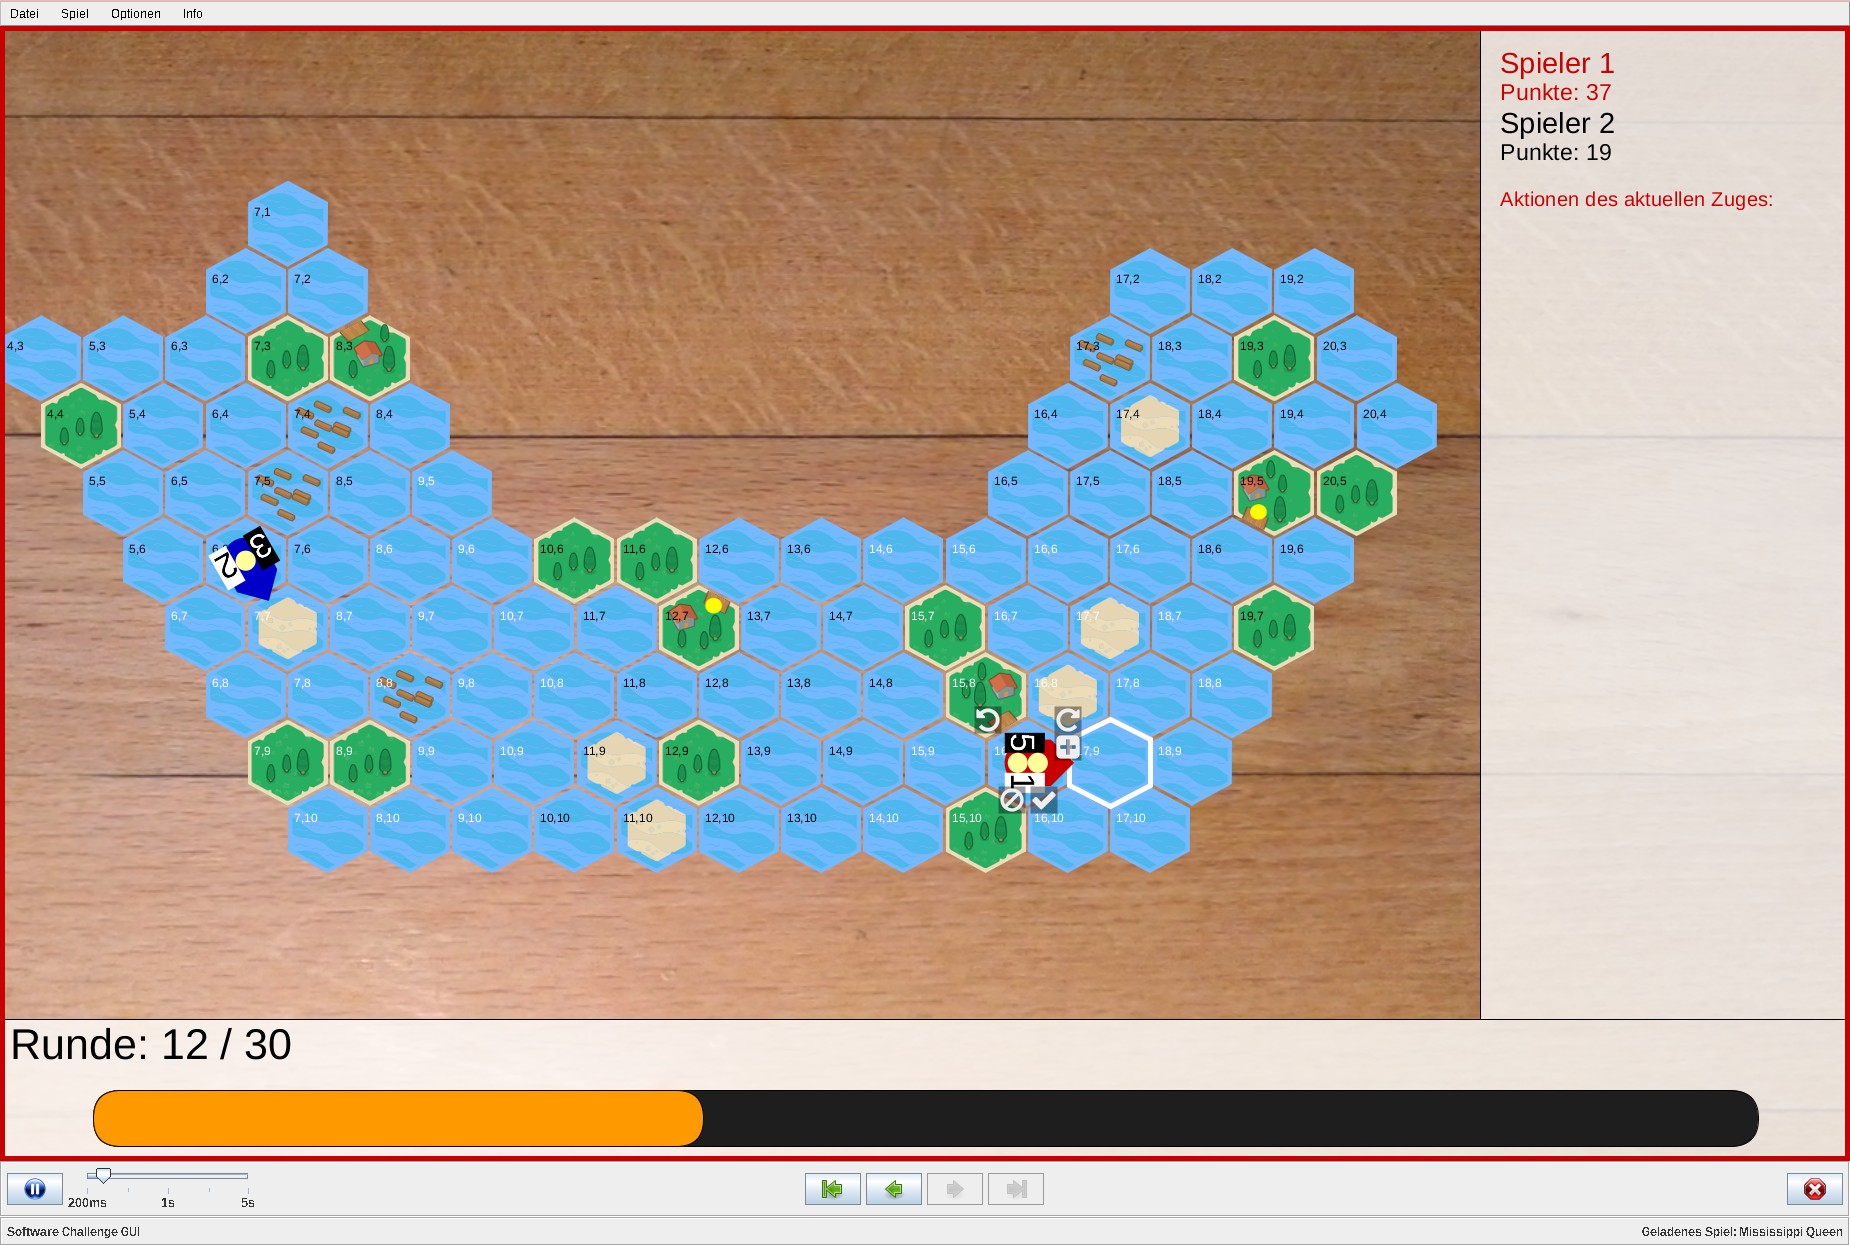 Datei Spiel Optionen Info
Spieler 1
Punkte: 37
Spieler 2
Punkte: 19
Aktionen des aktuellen Zuges:
7,1
6,2 7,2 17,2 18,2 19,2
4,3 5,3 6,3 7,3 8,3 17,3 18,3 19,3 20,3
4,4 5,4 6,4 7,4 8,4 16,4 17,4 18,4 19,4 20,4
5,5 6,5 7,5 8,5 9,5 16,5 17,5 18,5 19,5 20,5
5,6 7,6 8,6 9,6 10,6 11,6 12,6 13,6 14,6 15,6 16,6 17,6 18,6 19,6
3
2
6,7 7,7 8,7 9,7 10,7 11,7 12,7 13,7 14,7 15,7 16,7 17,7 18,7 19,7
6,8 7,8 8,8 9,8 10,8 11,8 12,8 13,8 14,8 15,8 16,8 17,8 18,8
7,9 8,9 9,9 10,9 11,9 12,9 13,9 14,9 15,9 18,9
5
1
7,10 8,10 9,10 10,10 11,10 12,10 13,10 14,10 15,10 16,10 17,10
Runde: 12 / 30
200ms 1s 5s
Software Challenge GUI Geladenes Spiel: Mississippi Queen